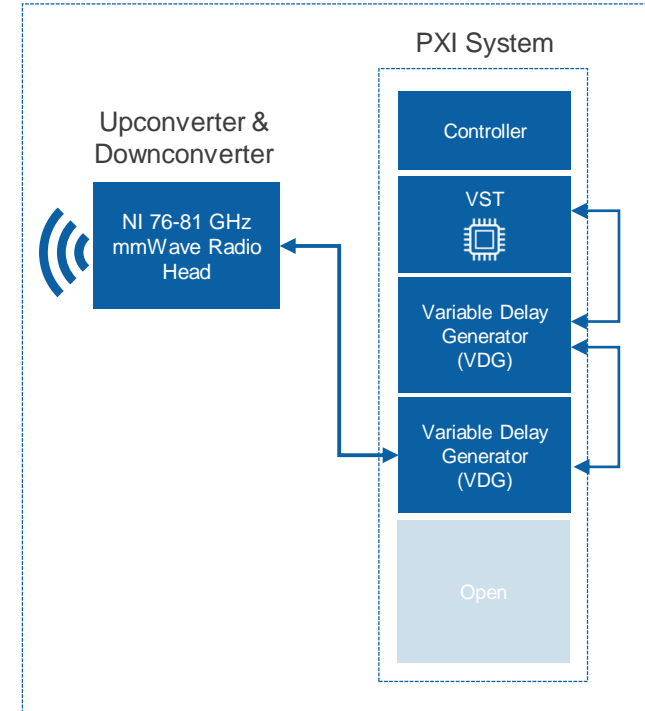 PXI System
Upconverter &
Downconverter
Controller
NI 76-81 GHz
mmWave Radio
Head
VST
Variable Delay
Generator
(VDG)
Variable Delay
Generator
(VDG)
Open